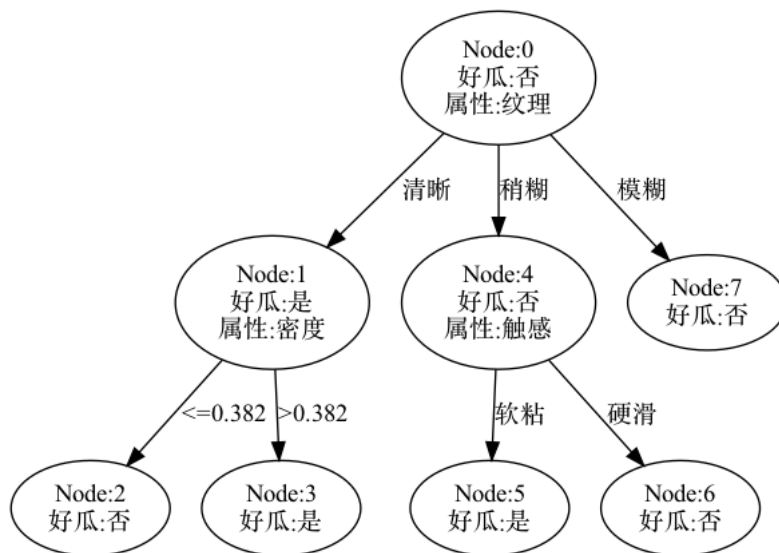 Node:0
好瓜:否
属性:纹理
清晰
稍糊
模糊
Node:1
好瓜:是
属性:密度
Node:4
好瓜:否
属性:触感
Node:7
好瓜:否
<=0.382
>0.382
软粘
硬滑
Node:2
好瓜:否
Node:3
好瓜:是
Node:5
好瓜:是
Node:6
好瓜:否